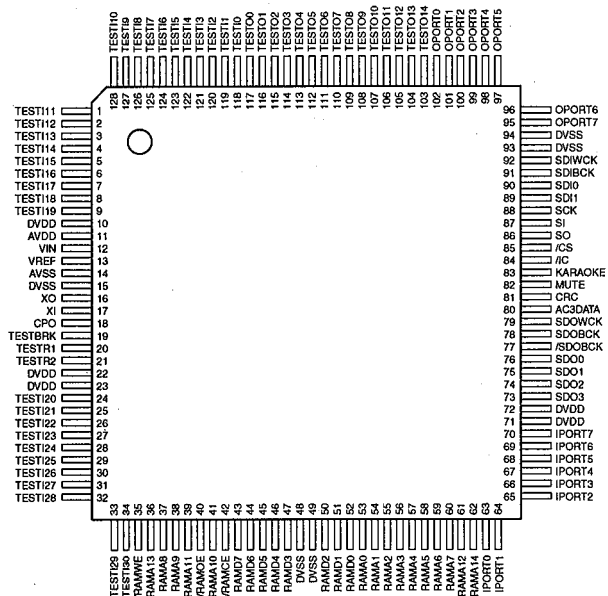 TESTI10 128
TESTI9 127
TESTI8 126
TESTI7 125
TESTI6 124
TESTI5 123
TESTI4 122
TESTI3 121
TESTI2 120
TESTI1 119
TESTI0 118
TESTO0 117
TESTO1 116
TESTO2 115
TESTO3 114
TESTO4 113
TESTO5 112
TESTO6 111
TESTO7 110
TESTO8 109
TESTO9 108
TESTO10 107
TESTO11 106
TESTO12 105
TESTO13 104
TESTO14 103
OPORT0 102
OPORT1 101
OPORT2 100
OPORT3 99
OPORT4 98
OPORT5 97
TESTI11 1
TESTI12 2
TESTI13 3
TESTI14 4
TESTI15 5
TESTI16 6
TESTI17 7
TESTI18 8
TESTI19 9
DVDD 10
AVDD 11
VIN 12
VREF 13
AVSS 14
DVSS 15
XO 16
XI 17
CPO 18
TESTBRK 19
TESTR1 20
TESTR2 21
DVDD 22
DVDD 23
TESTI20 24
TESTI21 25
TESTI22 26
TESTI23 27
TESTI24 28
TESTI25 29
TESTI26 30
TESTI27 31
TESTI28 32
96 OPORT6
95 OPORT7
94 DVSS
93 DVSS
92 SDIWCK
91 SDIBCK
90 SDI0
89 SDI1
88 SCK
87 SI
86 SO
85 /CS
84 /IC
83 KARAOKE
82 MUTE
81 CRC
80 AC3DATA
79 SDOWCK
78 SDOBCK
77 /SDOBCK
76 SDO0
75 SDO1
74 SDO2
73 SDO3
72 DVDD
71 DVDD
70 IPORT7
69 IPORT6
68 IPORT5
67 IPORT4
66 IPORT3
65 IPORT2
33 TESTI29
34 TESTI30
35 /RAMWE
36 RAMA13
37 RAMA8
38 RAMA9
39 RAMA11
40 /RAMOE
41 RAMA10
42 /RAMCE
43 RAMD7
44 RAMD6
45 RAMD5
46 RAMD4
47 RAMD3
48 DVSS
49 DVSS
50 RAMD2
51 RAMD1
52 RAMD0
53 RAMA0
54 RAMA1
55 RAMA2
56 RAMA3
57 RAMA4
58 RAMA5
59 RAMA6
60 RAMA7
61 RAMA12
62 RAMA14
63 IPORT0
64 IPORT1